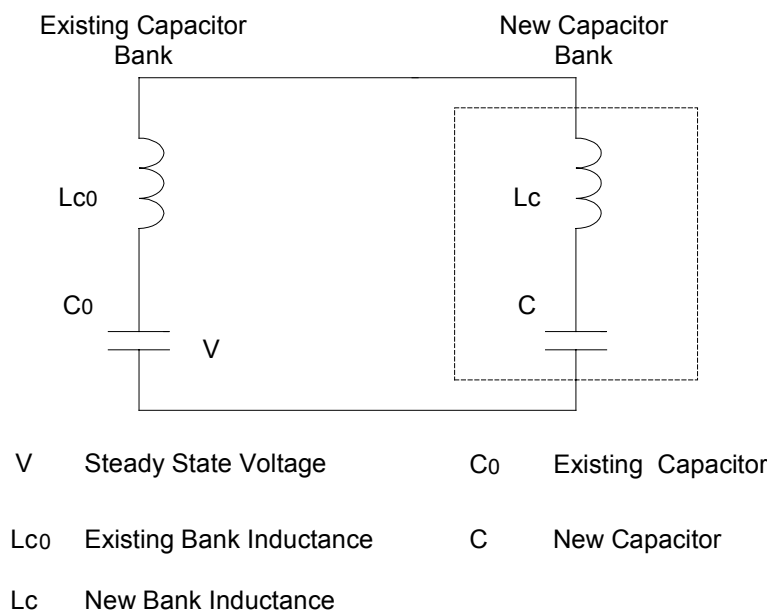 Existing Capacitor
Bank
New Capacitor
Bank
Lc0
Lc
C0
C
V
V Steady State Voltage
C0 Existing Capacitor
Lc0 Existing Bank Inductance
C New Capacitor
Lc New Bank Inductance